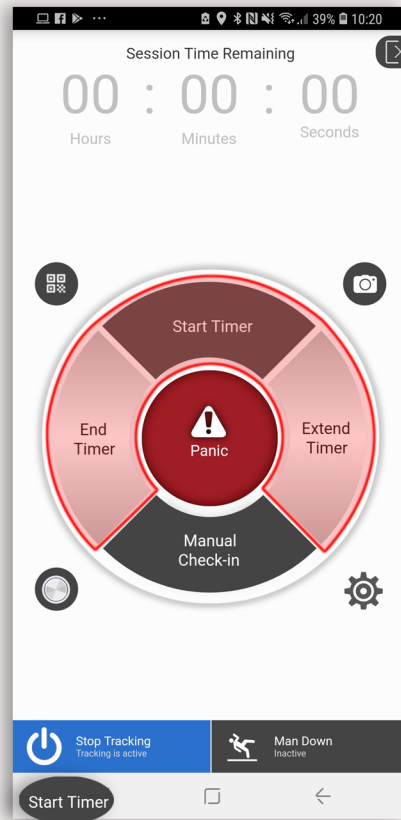 39% 10:20
Session Time Remaining
00 : 00 : 00
Hours Minutes Seconds
Start Timer
End
Timer
Panic
Extend
Timer
Manual
Check-in
Stop Tracking
Tracking is active
Man Down
Inactive
Start Timer